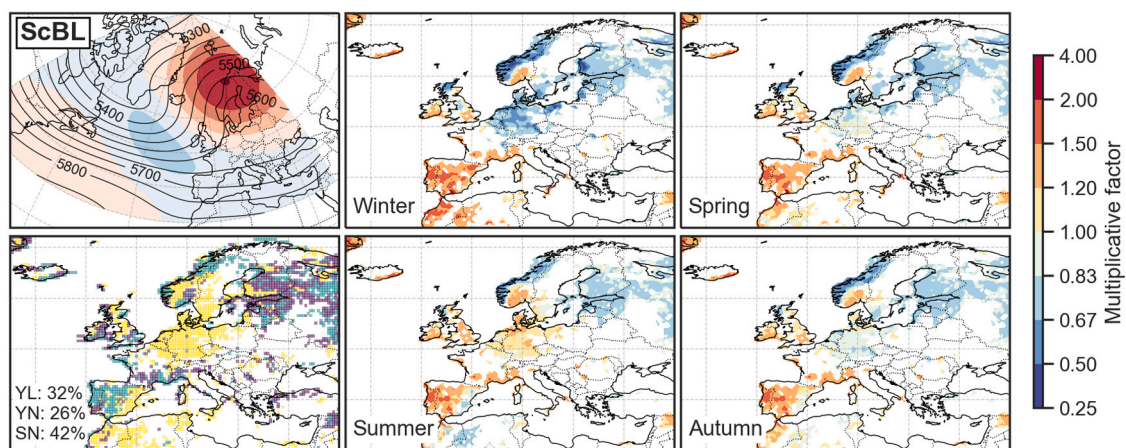 ScBL
5300
5500
5600
5400
5800
5700
Winter
Spring
YL: 32%
YN: 26%
SN: 42%
Summer
Autumn
4.00
2.00
1.50
1.20
1.00
0.83
0.67
0.50
0.25
Multiplicative factor